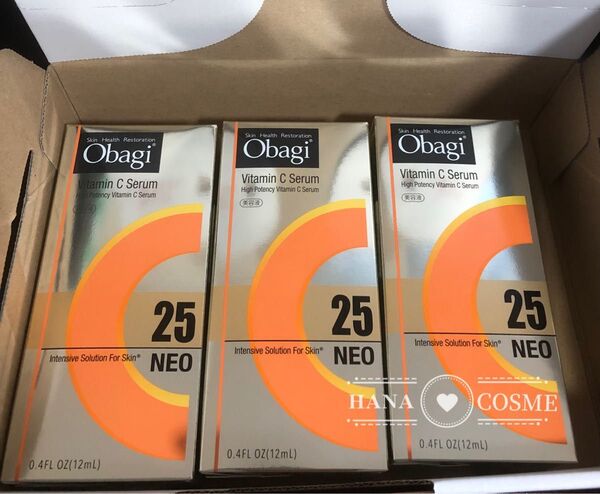 Skin Health Restoration
Obagi®
Vitamin C Serum
High Potency Vitamin C Serum
25
Intensive Solution For Skin®
NEO
0.4FL OZ(12mL)
Skin Health Restoration
Obagi®
Vitamin C Serum
High Potency Vitamin C Serum
美容液
25
Intensive Solution For Skin®
NEO
0.4FL OZ(12mL)
Skin Health Restoration
Obagi®
Vitamin C Serum
High Potency Vitamin C Serum
美容液
25
Intensive Solution For Skin®
NEO
0.4FL OZ(12mL)
HANA COSME